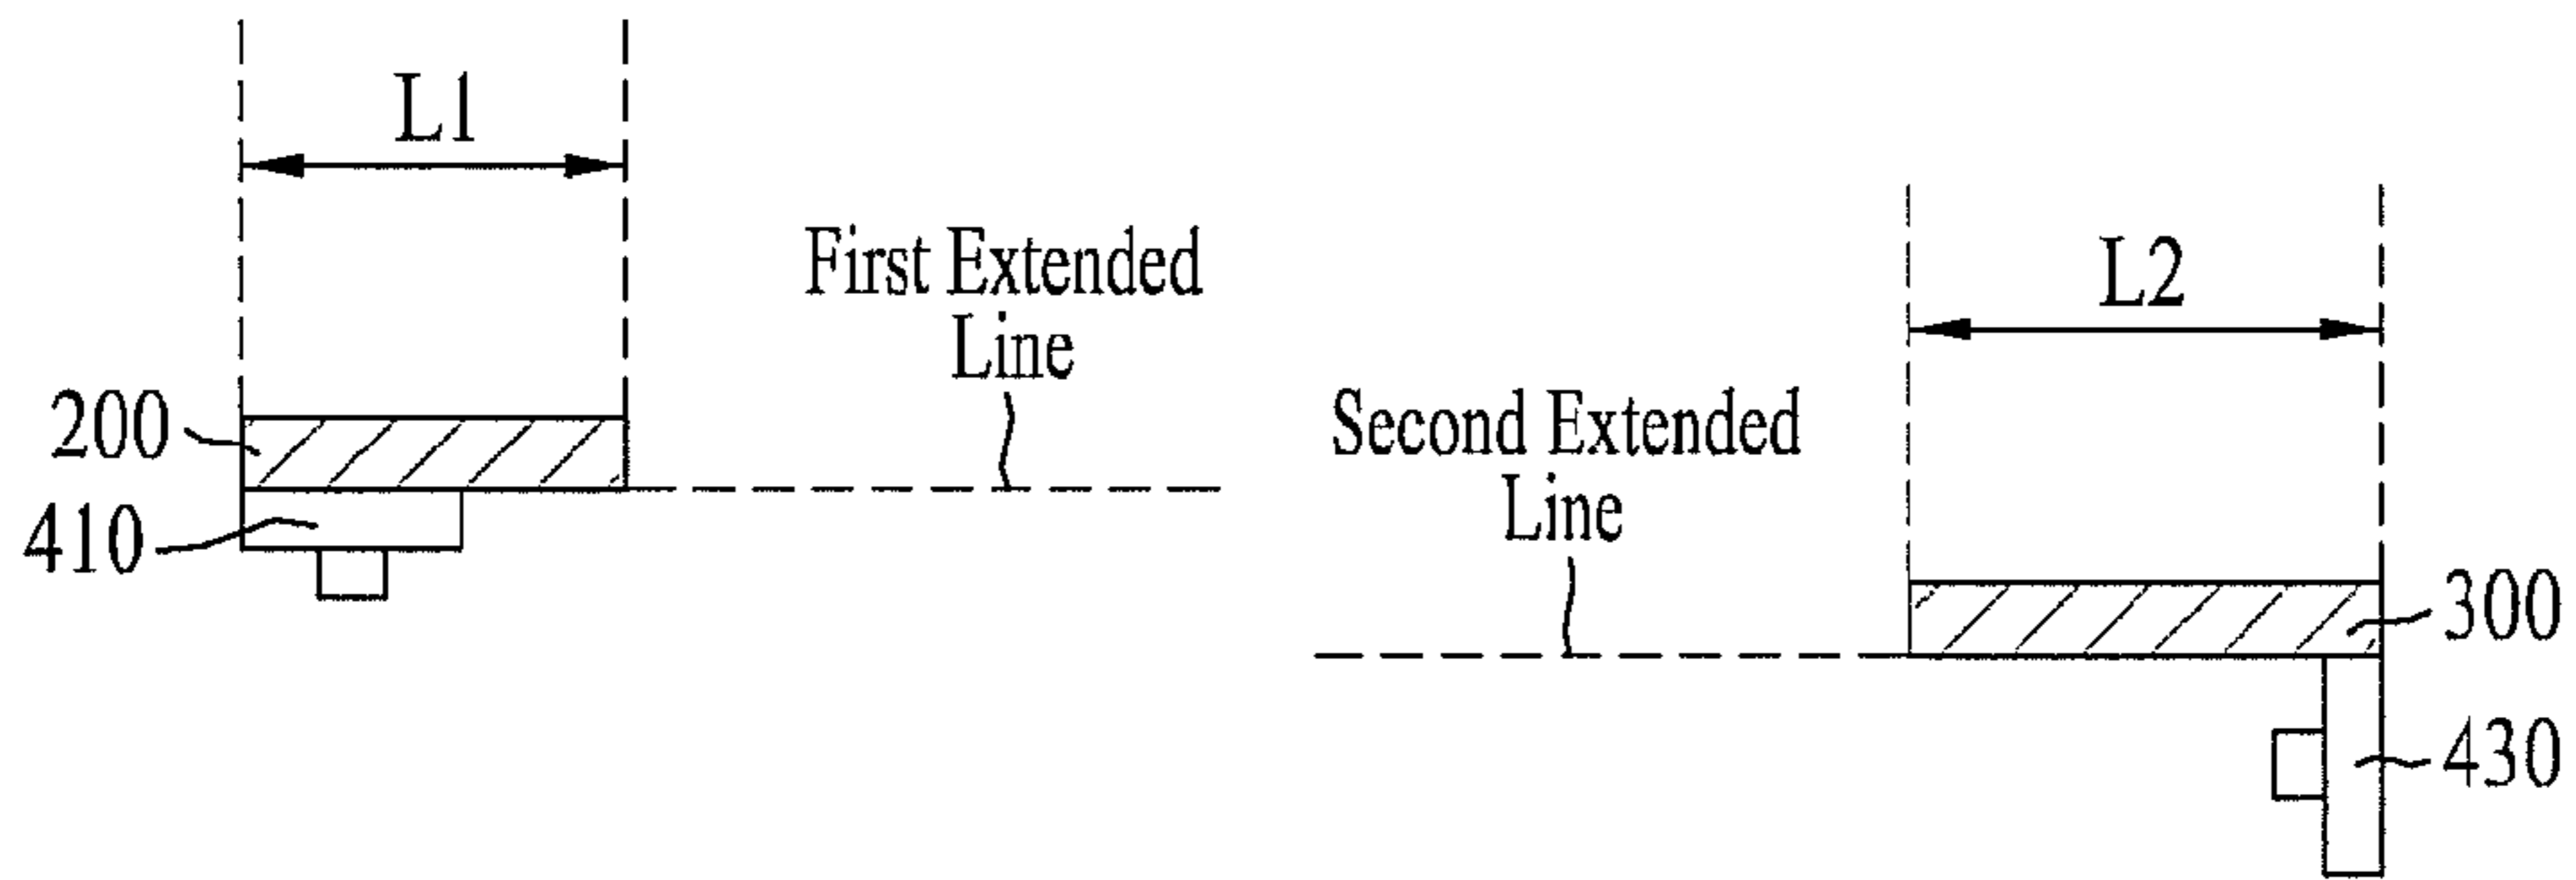 L1
First Extended
Line
L2
200
Second Extended
Line
410
300
430